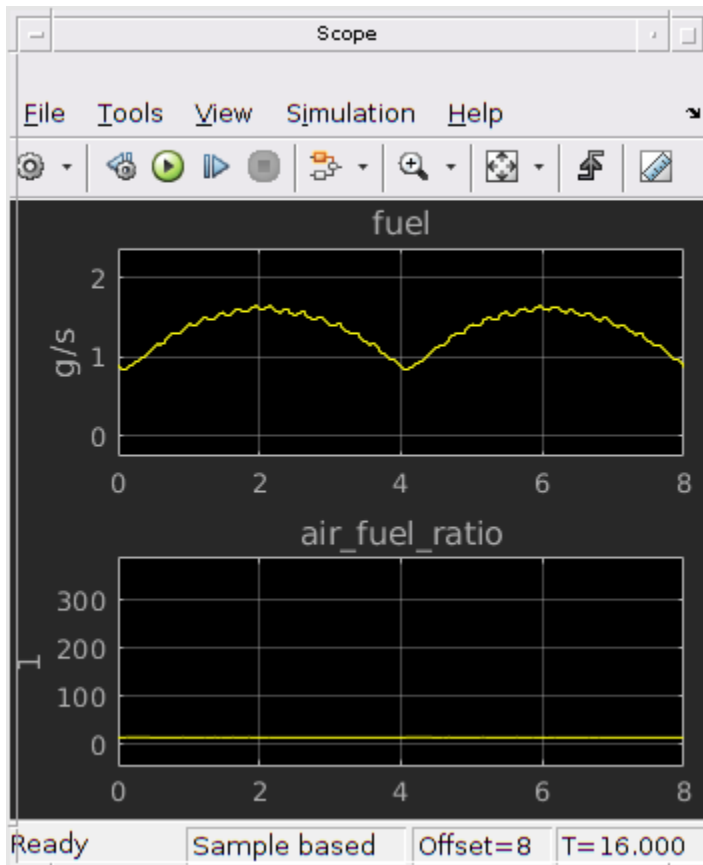 Scope
File Tools View Simulation Help
fuel
g/s
2
1
0
0 2 4 6 8
air_fuel_ratio
1
300
200
100
0
0 2 4 6 8
Ready Sample based Offset=8 T=16.000